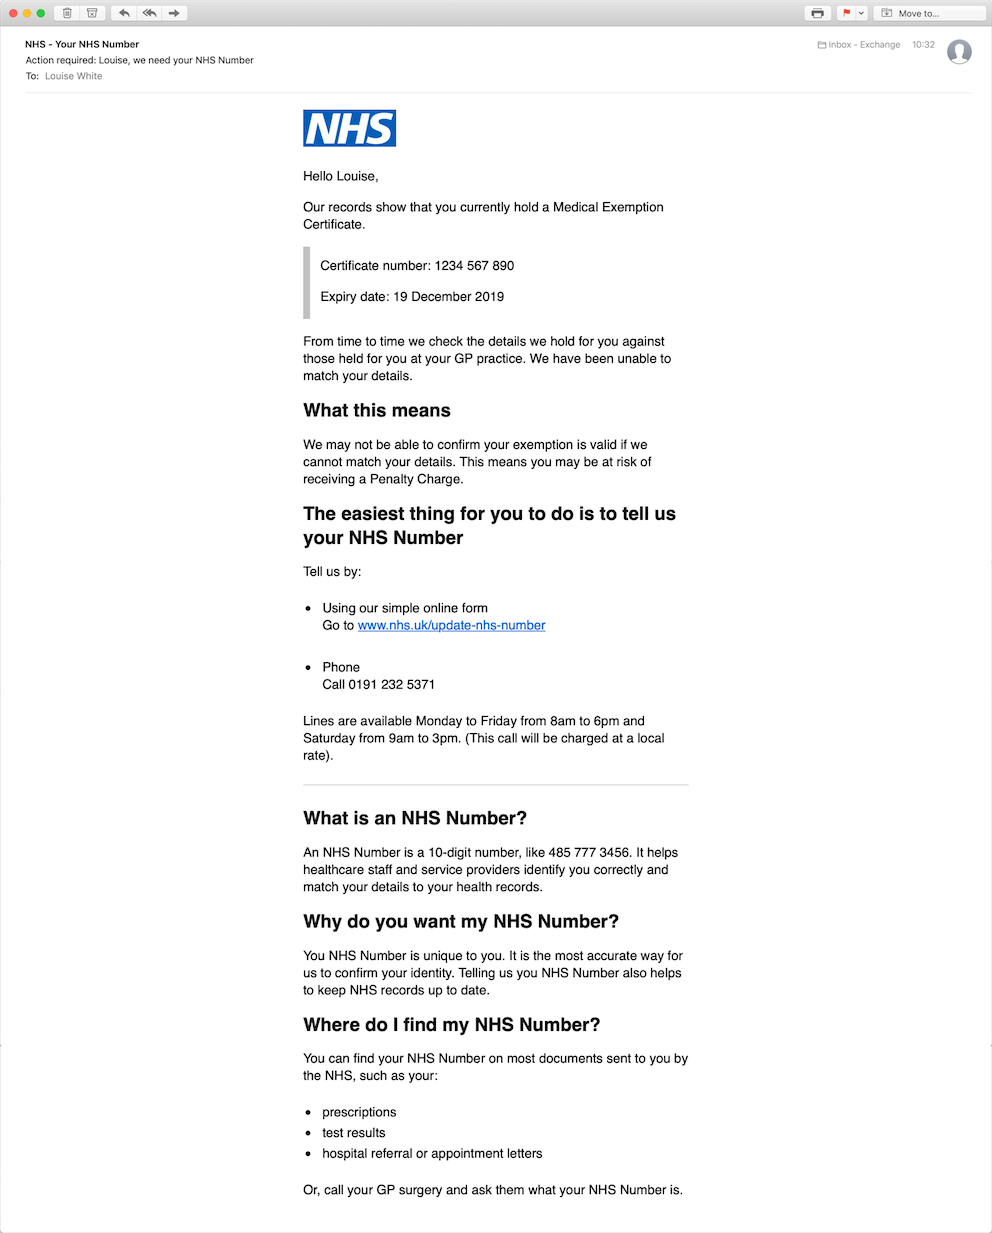 Move to...
NHS - Your NHS Number
Inbox - Exchange 10:32
Action required: Louise, we need your NHS Number
To: Louise White
NHS
Hello Louise,
Our records show that you currently hold a Medical Exemption
Certificate.
Certificate number: 1234 567 890
Expiry date: 19 December 2019
From time to time we check the details we hold for you against
those held for you at your GP practice. We have been unable to
match your details.
What this means
We may not be able to confirm your exemption is valid if we
cannot match your details. This means you may be at risk of
receiving a Penalty Charge.
The easiest thing for you to do is to tell us
your NHS Number
Tell us by:
• Using our simple online form
Go to www.nhs.uk/update-nhs-number
• Phone
Call 0191 232 5371
Lines are available Monday to Friday from 8am to 6pm and
Saturday from 9am to 3pm. (This call will be charged at a local
rate).
What is an NHS Number?
An NHS Number is a 10-digit number, like 485 777 3456. It helps
healthcare staff and service providers identify you correctly and
match your details to your health records.
Why do you want my NHS Number?
You NHS Number is unique to you. It is the most accurate way for
us to confirm your identity. Telling us you NHS Number also helps
to keep NHS records up to date.
Where do I find my NHS Number?
You can find your NHS Number on most documents sent to you by
the NHS, such as your:
• prescriptions
• test results
• hospital referral or appointment letters
Or, call your GP surgery and ask them what your NHS Number is.